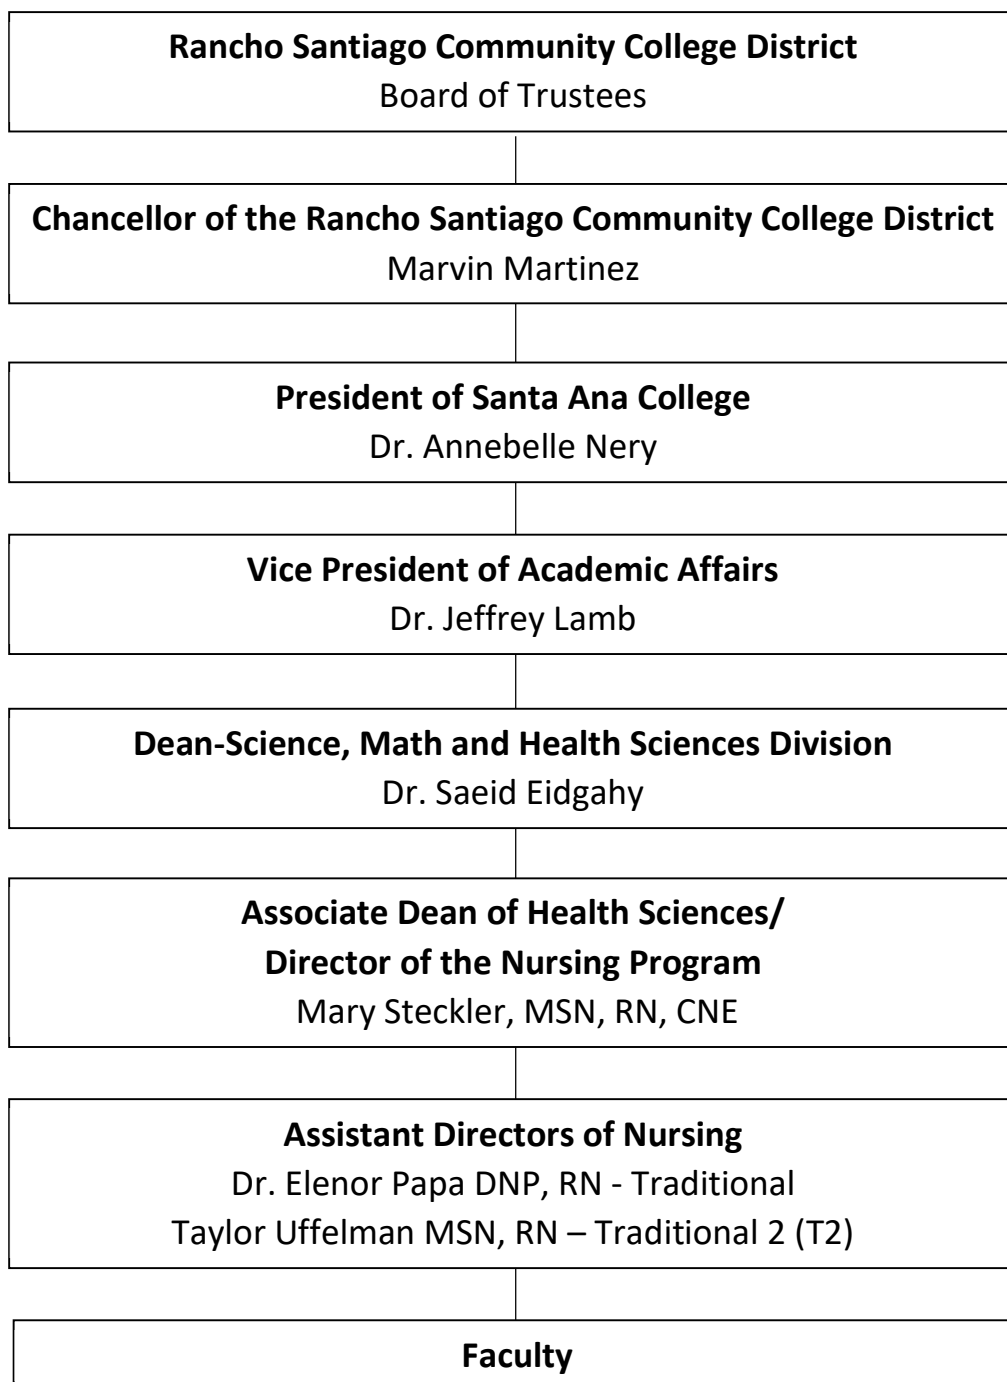 Rancho Santiago Community College District
Board of Trustees
Chancellor of the Rancho Santiago Community College District
Marvin Martinez
President of Santa Ana College
Dr. Annebelle Nery
Vice President of Academic Affairs
Dr. Jeffrey Lamb
Dean-Science, Math and Health Sciences Division
Dr. Saeid Eidgahy
Associate Dean of Health Sciences/
Director of the Nursing Program
Mary Steckler, MSN, RN, CNE
Assistant Directors of Nursing
Dr. Elenor Papa DNP, RN - Traditional
Taylor Uffelman MSN, RN – Traditional 2 (T2)
Faculty